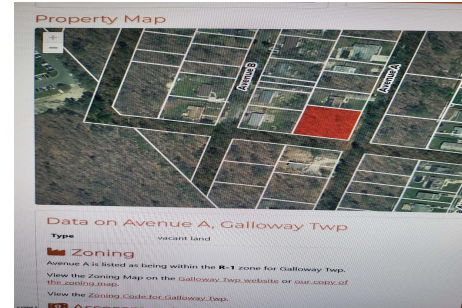 Property Map
+
−
Avenue B
Avenue A
Data on Avenue A, Galloway Twp
Type vacant land
Zoning
Avenue A is listed as being within the R-1 zone for Galloway Twp.
View the Zoning Map on the Galloway Twp website or our copy of
the zoning map.
View the Zoning Code for Galloway Twp.